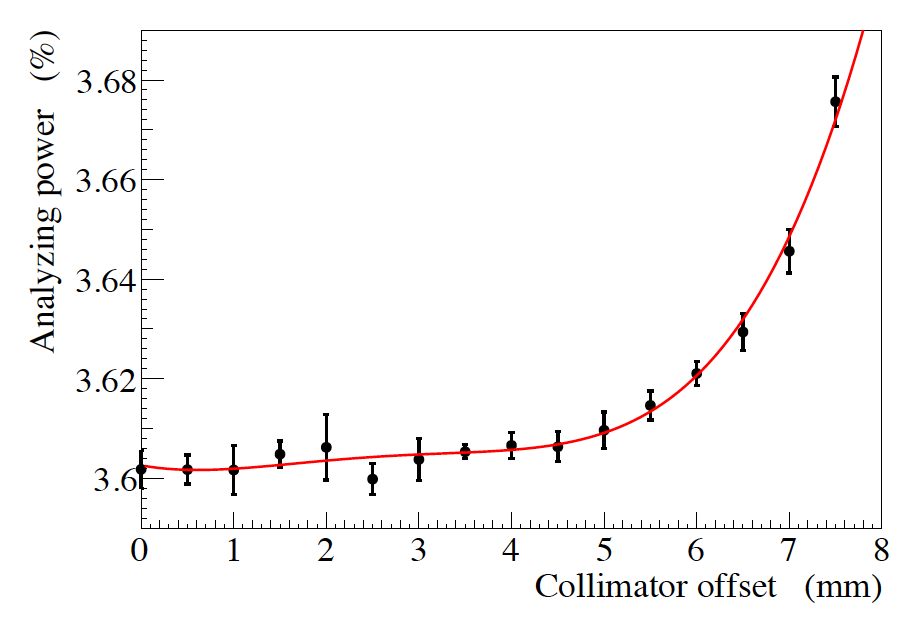 Analyzing power (%)
3.68
3.66
3.64
3.62
3.6
0 1 2 3 4 5 6 7 8
Collimator offset (mm)